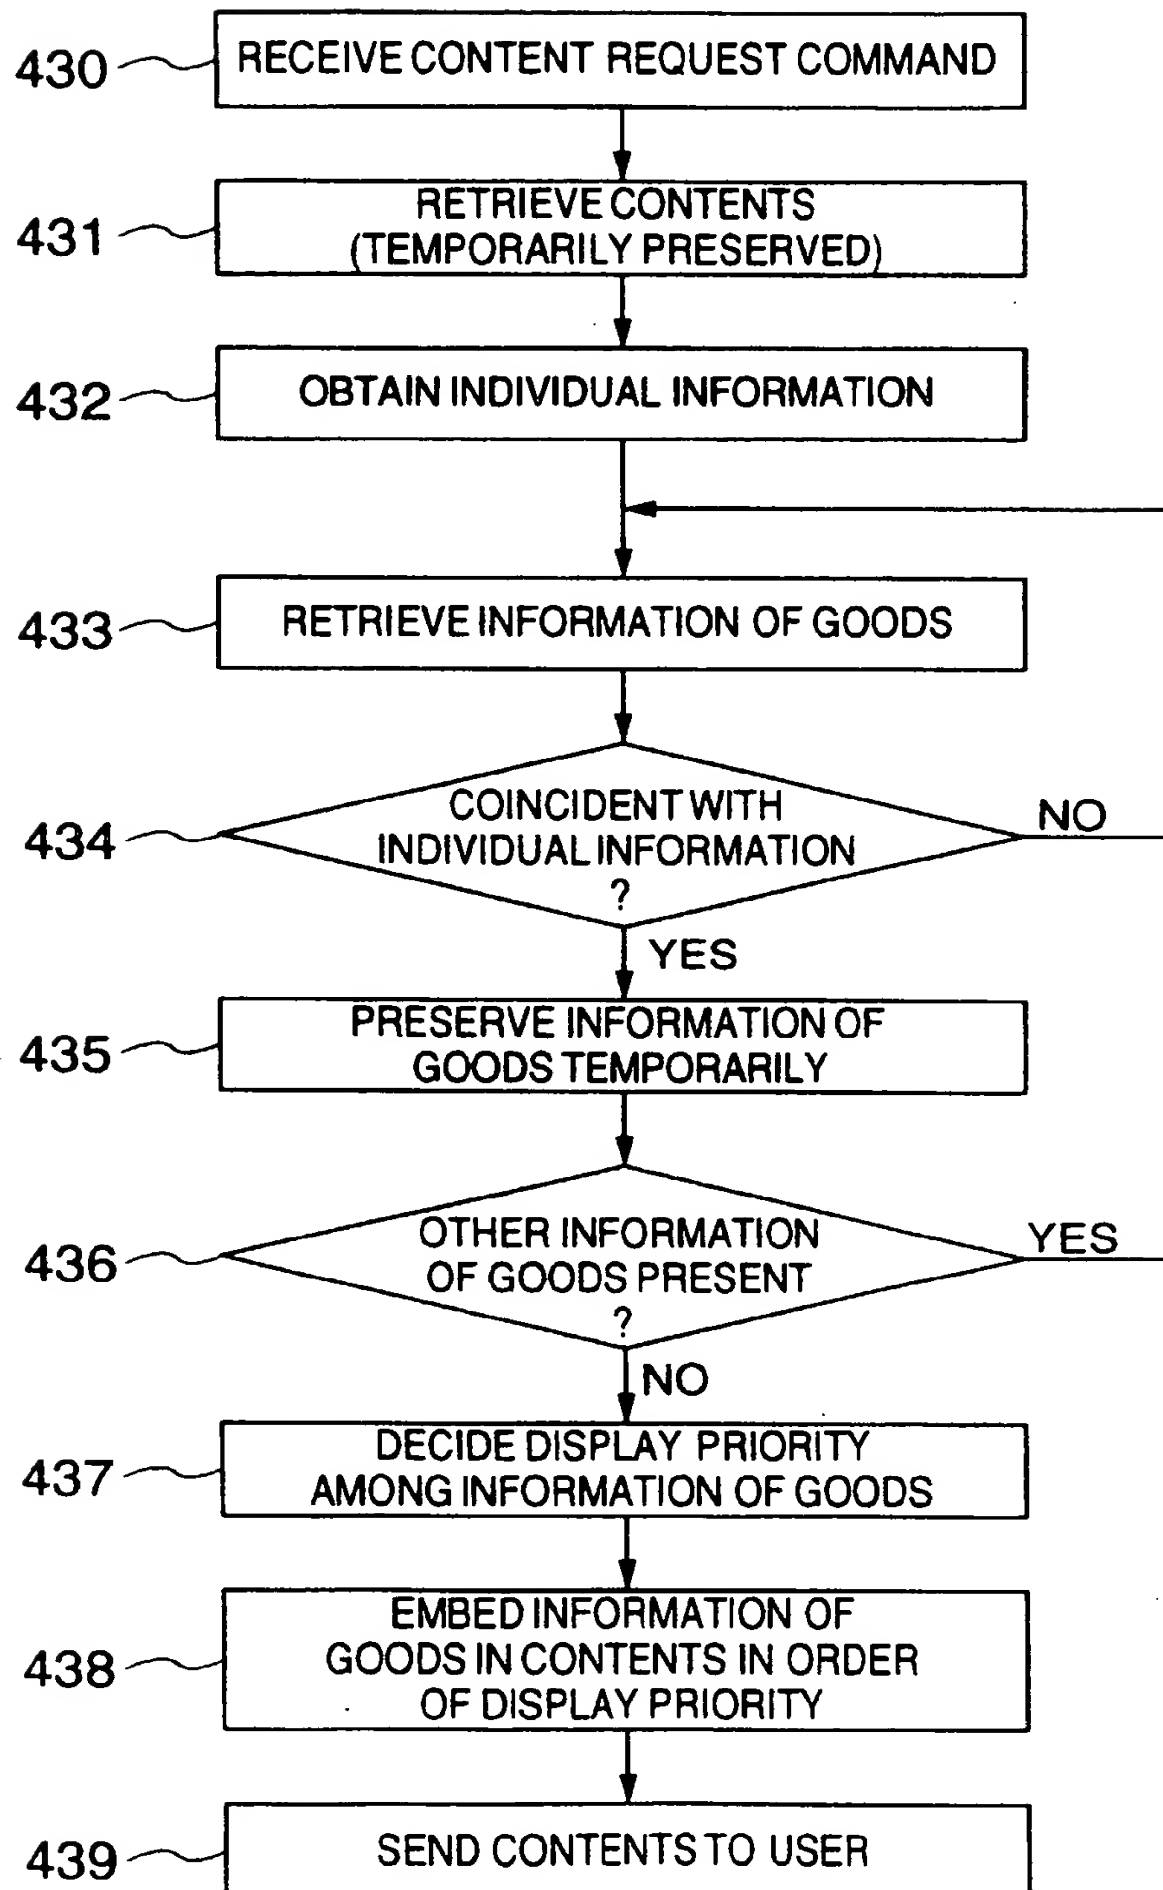 430
RECEIVE CONTENT REQUEST COMMAND
431
RETRIEVE CONTENTS
(TEMPORARILY PRESERVED)
432
OBTAIN INDIVIDUAL INFORMATION
433
RETRIEVE INFORMATION OF GOODS
434
COINCIDENT WITH
INDIVIDUAL INFORMATION
?
NO
YES
435
PRESERVE INFORMATION OF
GOODS TEMPORARILY
436
OTHER INFORMATION
OF GOODS PRESENT
?
YES
NO
437
DECIDE DISPLAY PRIORITY
AMONG INFORMATION OF GOODS
438
EMBED INFORMATION OF
GOODS IN CONTENTS IN ORDER
OF DISPLAY PRIORITY
439
SEND CONTENTS TO USER